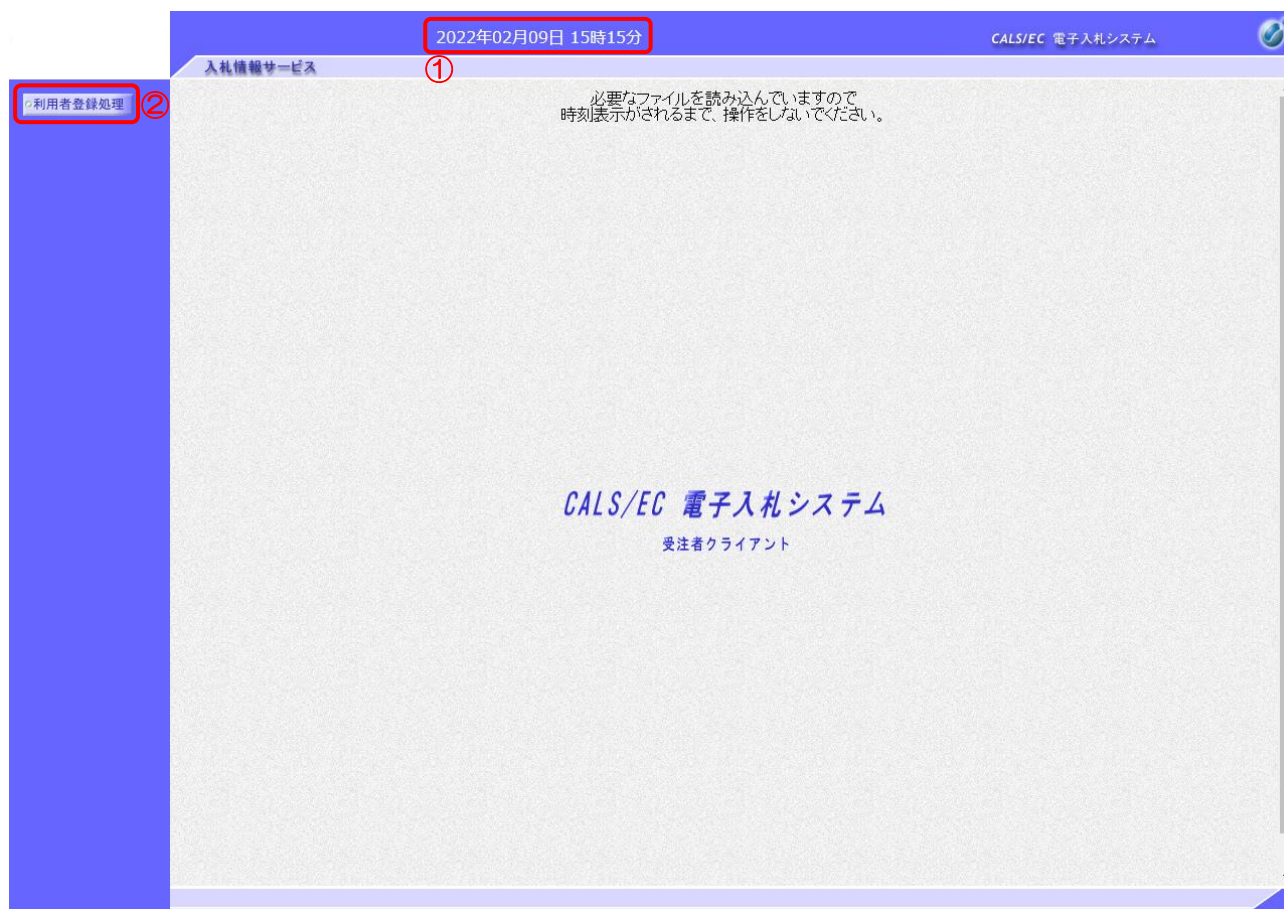 2022年02月09日 15時15分
CALS/EC 電子入札システム
入札情報サービス
①
利用者登録処理
②
必要なファイルを読み込んでいますので
時刻表示がされるまで、操作をしないでください。
CALS/EC 電子入札システム
受注者クライアント